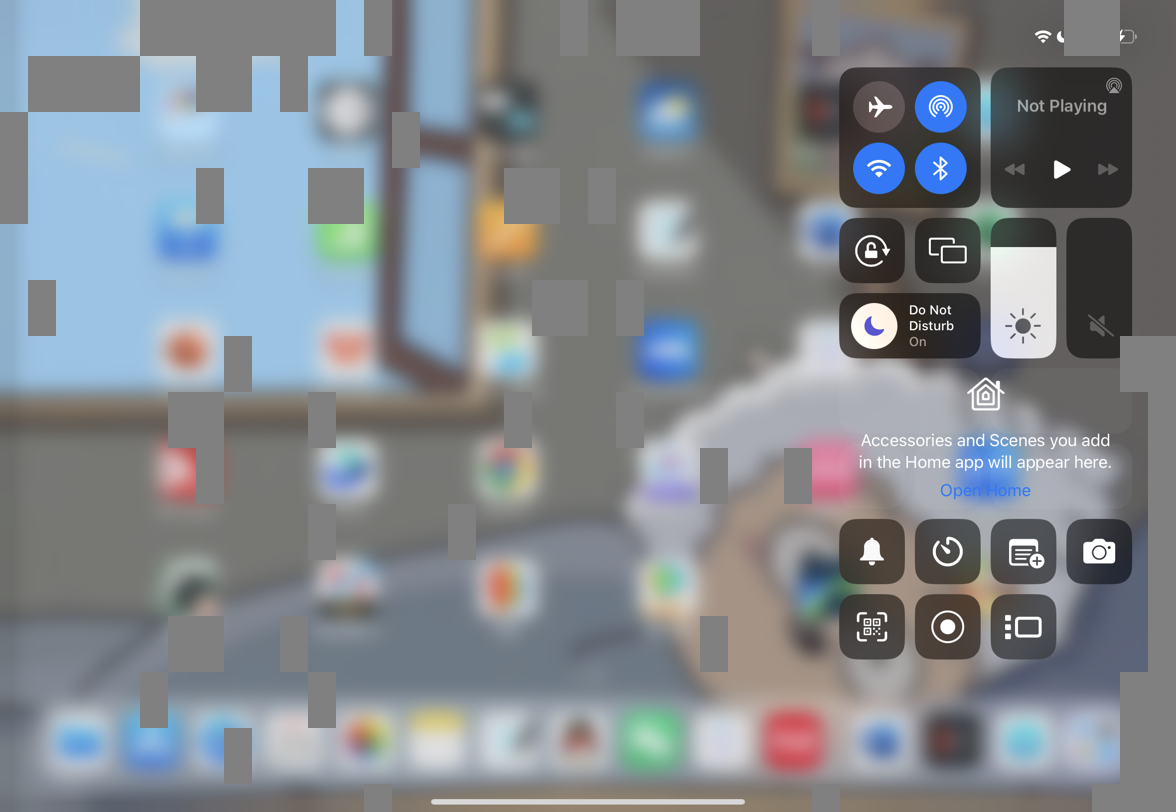 Not Playing
Do Not
Disturb
On
Accessories and Scenes you add
in the Home app will appear here.
Open Home